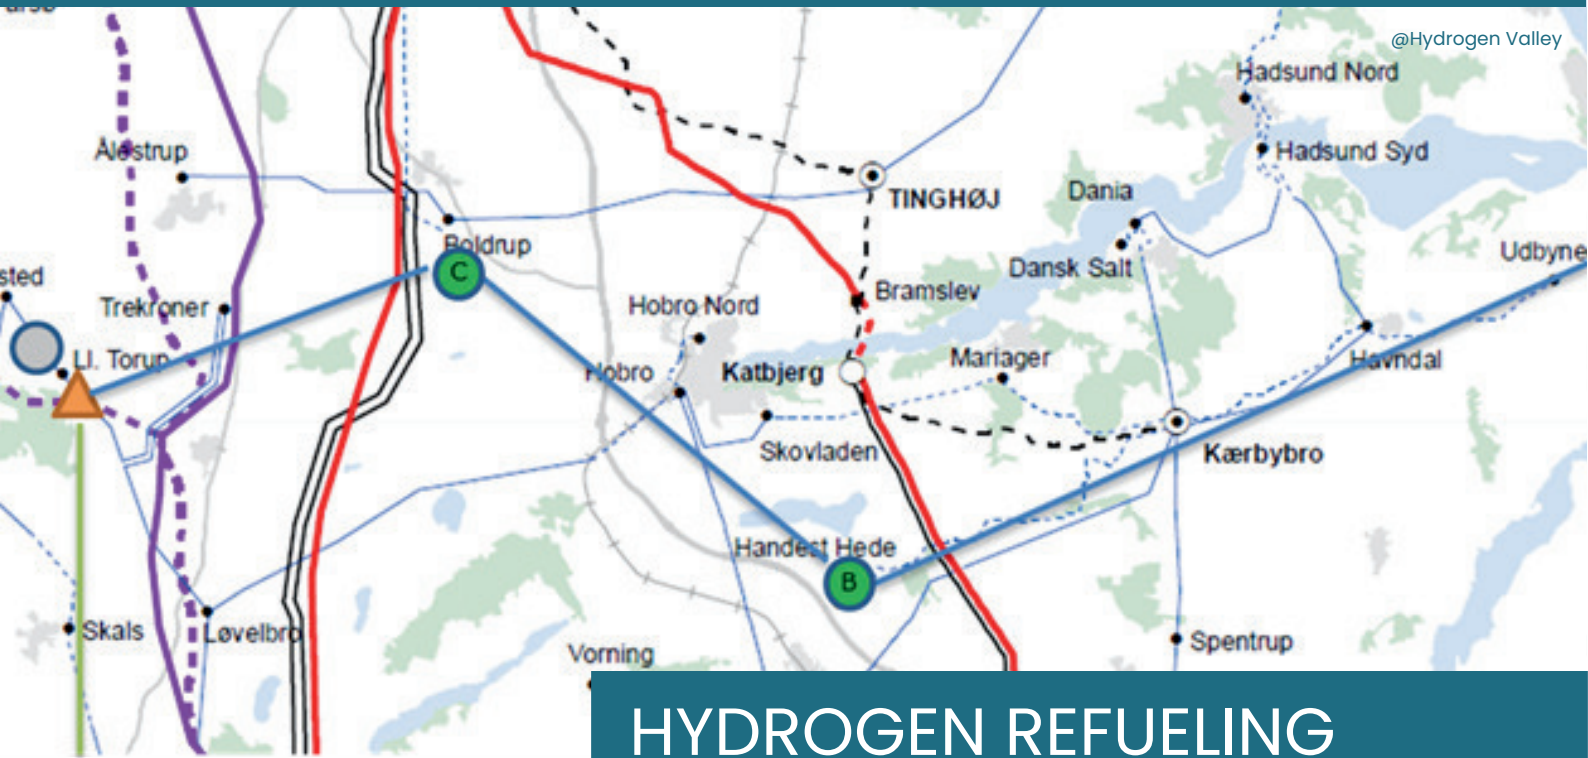 @Hydrogen Valley
Hadsund Nord
Ålestrup
Hadsund Syd
Dania
TINGHØJ
Boldrup
Udbyne
Dansk Salt
sted
C
Bramslev
Trekroner
Hobro Nord
Ll. Torup
Mariager
Havndal
Hobro
Katbjerg
Skovladen
Kærbybro
Handest Hede
B
Skals
Løvelbro
Spentrup
Vorning
HYDROGEN REFUELING